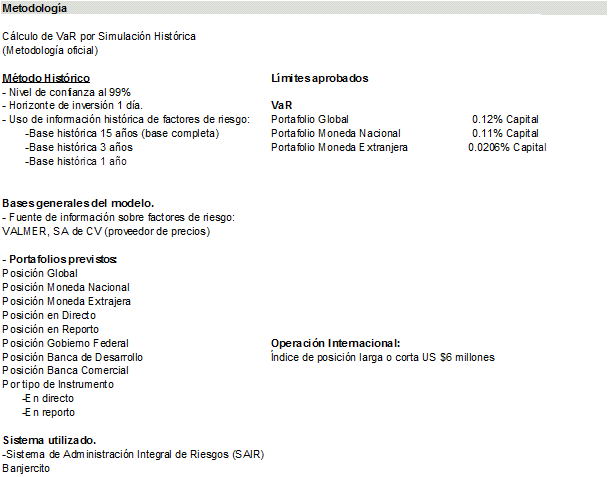 Metodología
Cálculo de VaR por Simulación Histórica
(Metodología oficial)
Método Histórico
- Nivel de confianza al 99%
- Horizonte de inversión 1 día.
- Uso de información histórica de factores de riesgo:
-Base histórica 15 años (base completa)
-Base histórica 3 años
-Base histórica 1 año
Límites aprobados
VaR
Portafolio Global 0.12% Capital
Portafolio Moneda Nacional 0.11% Capital
Portafolio Moneda Extranjera 0.0206% Capital
Bases generales del modelo.
- Fuente de información sobre factores de riesgo:
VALMER, SA de CV (proveedor de precios)
- Portafolios previstos:
Posición Global
Posición Moneda Nacional
Posición Moneda Extrajera
Posición en Directo
Posición en Reporto
Posición Gobierno Federal
Posición Banca de Desarrollo
Posición Banca Comercial
Por tipo de Instrumento
-En directo
-En reporto
Operación Internacional:
Índice de posición larga o corta US $6 millones
Sistema utilizado.
-Sistema de Administración Integral de Riesgos (SAIR)
Banjercito